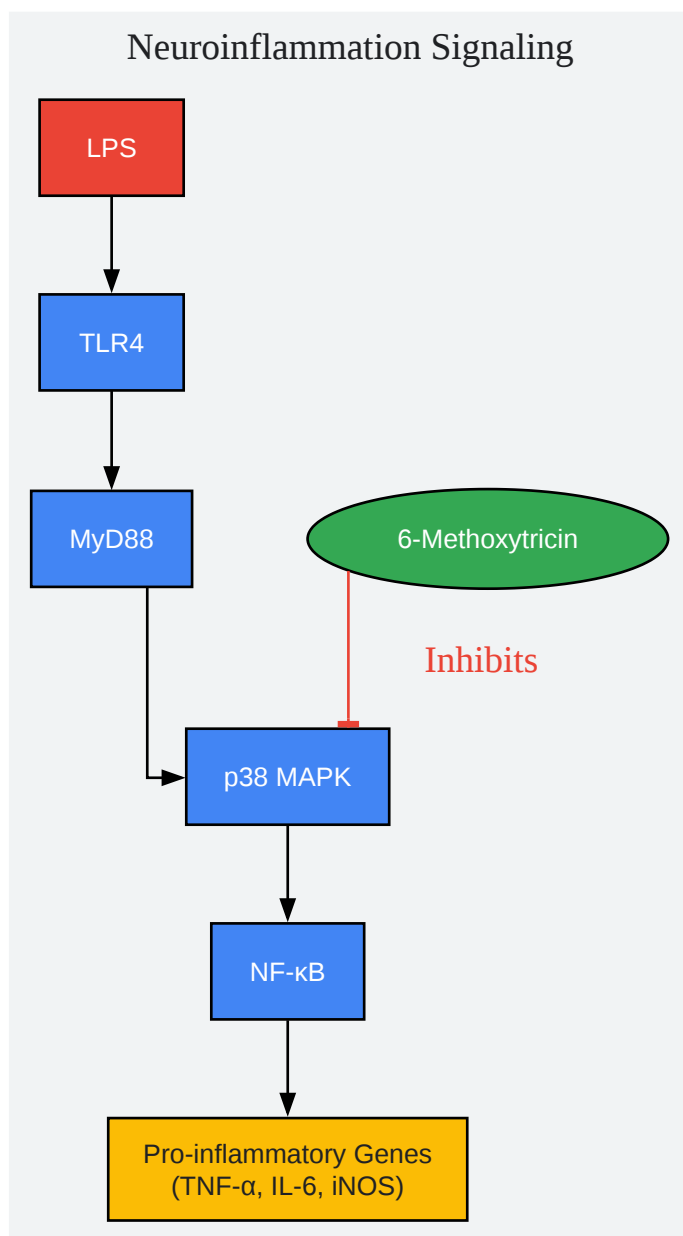 Neuroinflammation Signaling
LPS
TLR4
MyD88
6-Methoxytricin
Inhibits
p38 MAPK
NF-κB
Pro-inflammatory Genes
(TNF-α, IL-6, iNOS)